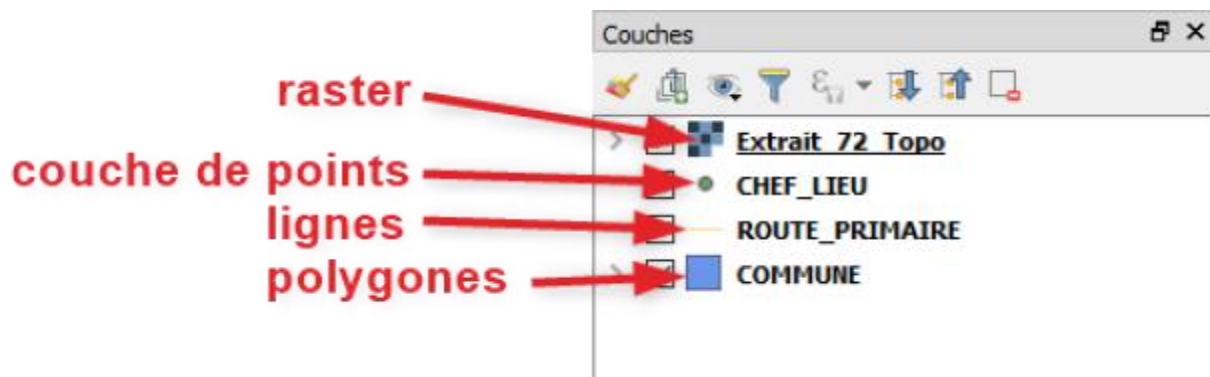 Couches
raster
Extrait_72_Topo
couche de points
CHEF_LIEU
lignes
ROUTE_PRIMAIRE
polygones
COMMUNE